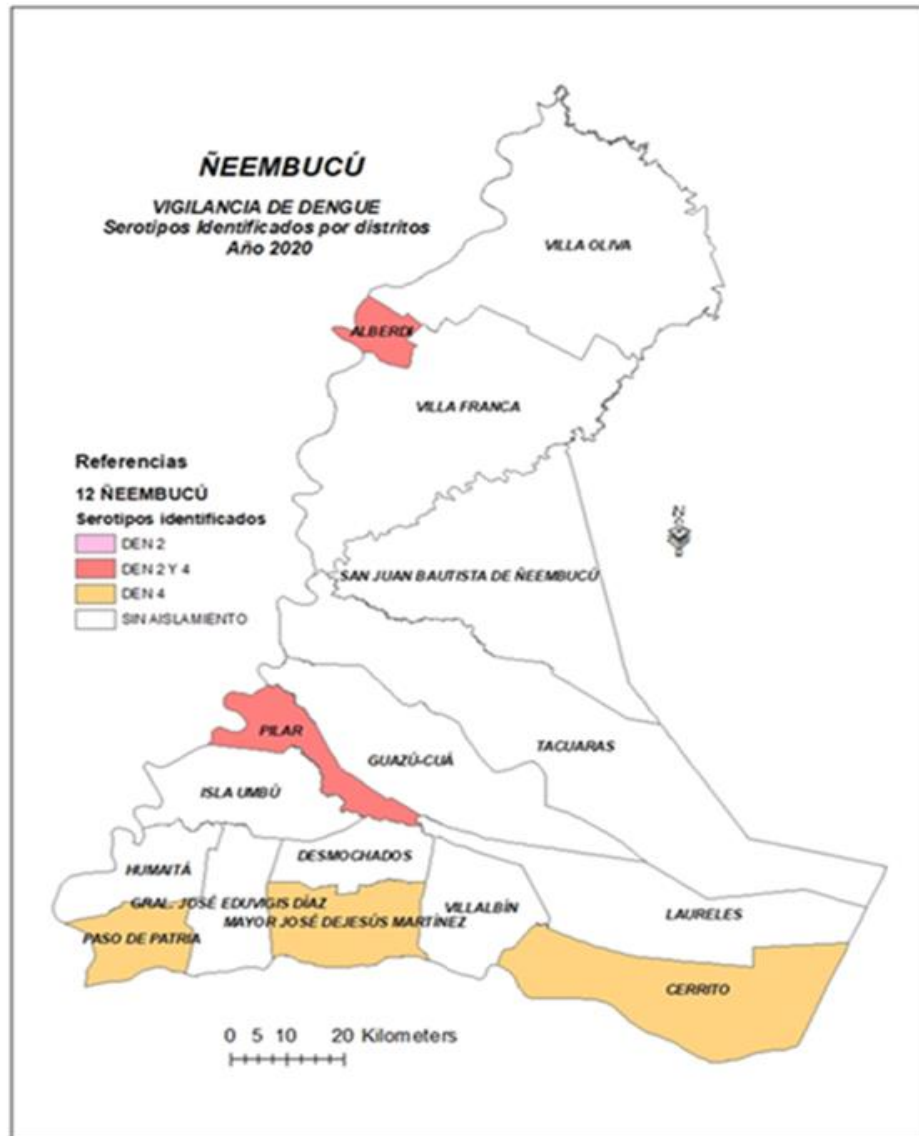 ÑEEMBUCÚ
VIGILANCIA DE DENGUE
Serotipos Identificados por distritos
Año 2020
VILLA OLIVA
ALBERDI
VILLA FRANCA
Referencias
12 ÑEEMBUCÚ
Serotipos identificados
DEN 2
DEN 2 Y 4
DEN 4
SIN AISLAMIENTO
N
SAN JUAN BAUTISTA DE ÑEEMBUCÚ
PILAR
TACUARAS
GUAZÚ-CUÁ
ISLA UMBÚ
DESMOCHADOS
HUMAITÁ
GRAL. JOSÉ EDUVIGIS DÍAZ
VILLALBÍN
LAURELES
MAYOR JOSÉ DEJESÚS MARTÍNEZ
PASO DE PATRIA
CERRITO
0 5 10 20 Kilometers